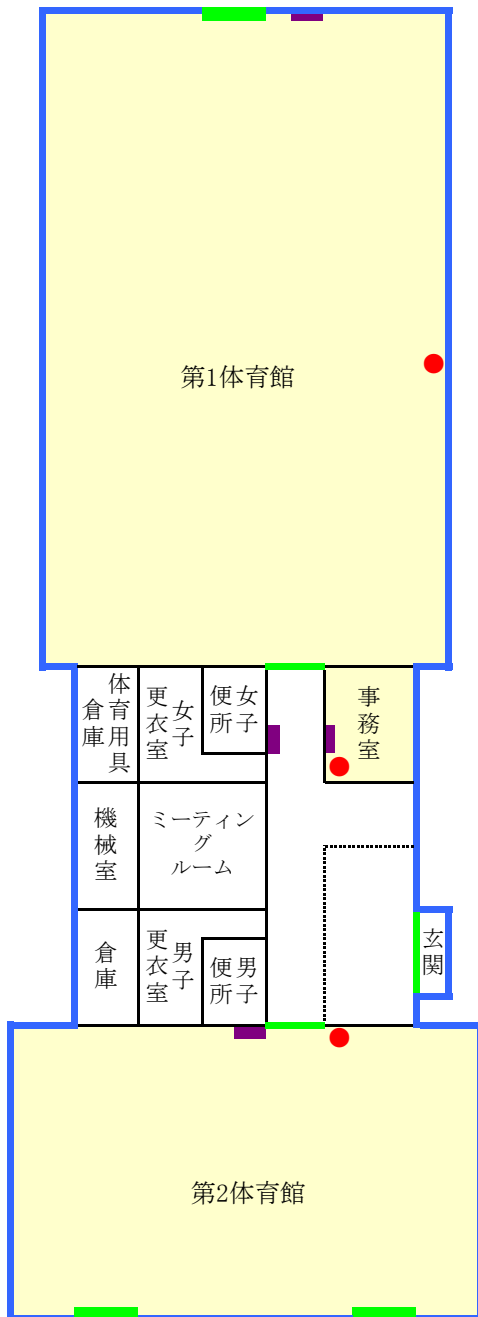 第1体育館
体育用具
倉庫
女子
更衣室
女子
便所
事務室
機械室
ミーティン
グ
ルーム
倉庫
男子
更衣室
男子
便所
玄関
第2体育館